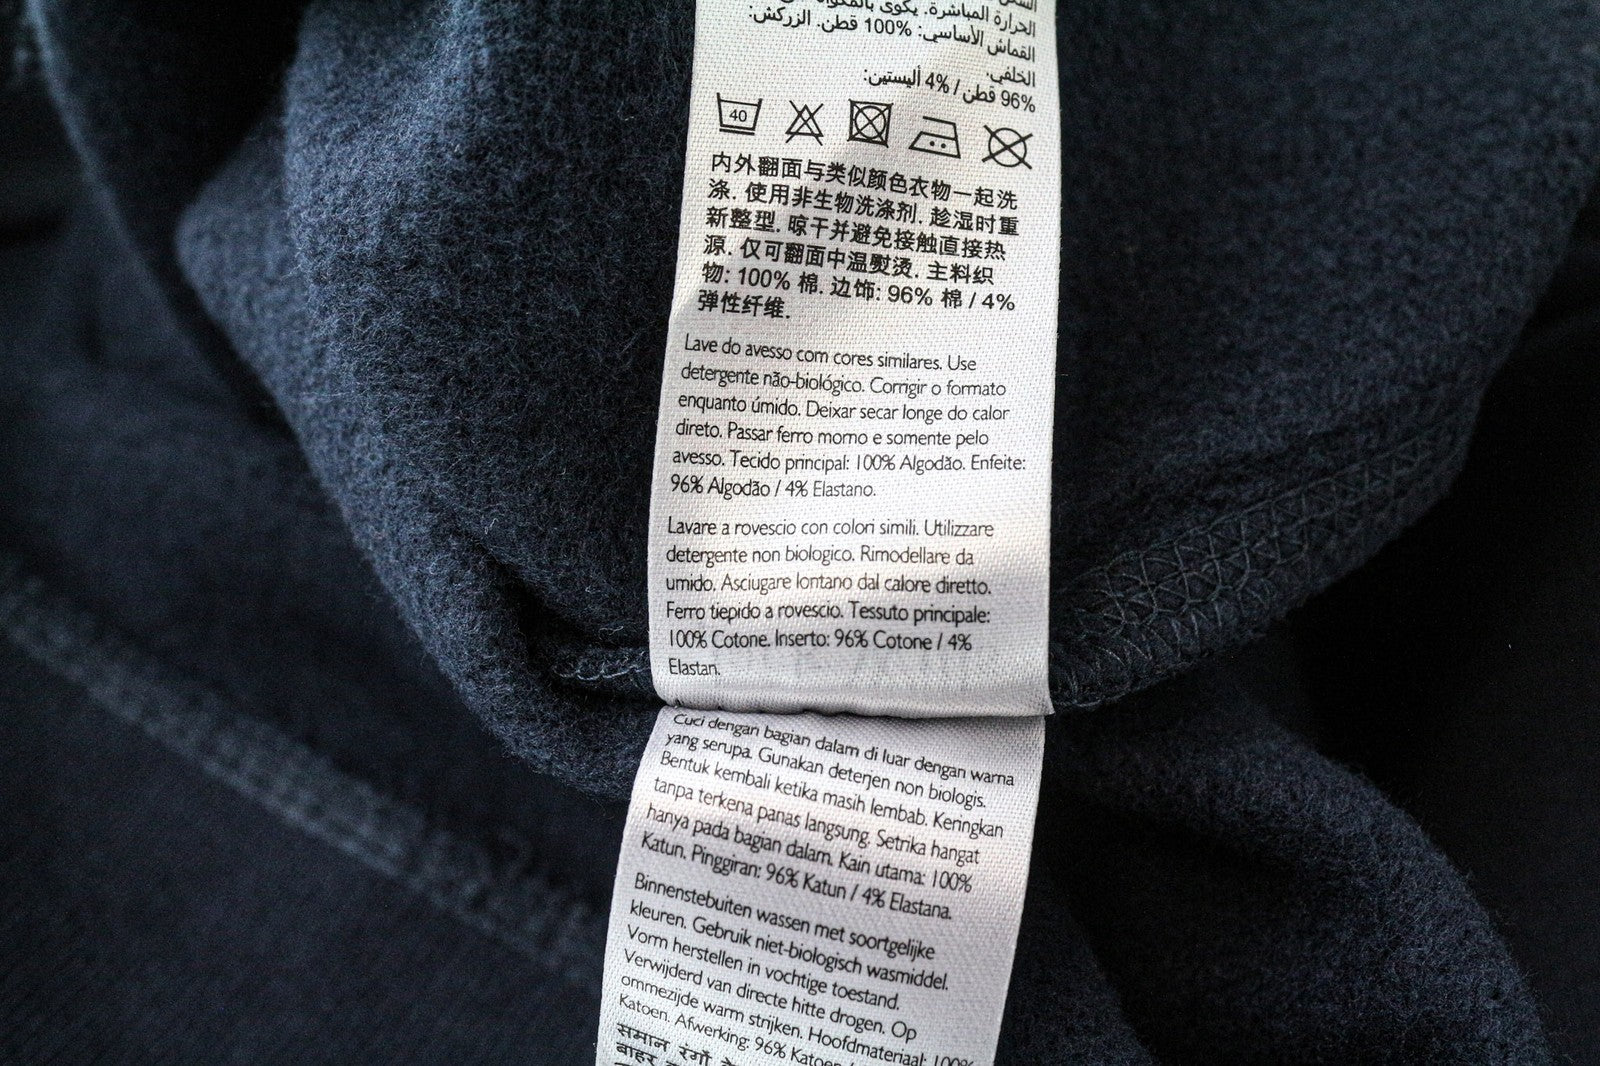 الحرارة المباشرة. يكوى بالمكواة
القماش الأساسي: 100% قطن. الزركش:
الخلفي.
96% قطن / 4% أليستين:
40
内外翻面与类似颜色衣物一起洗
涤. 使用非生物洗涤剂. 趁湿时重
新整型. 晾干并避免接触直接热
源. 仅可翻面中温熨烫. 主料织
物: 100% 棉. 边饰: 96% 棉 / 4%
弹性纤维.
Lave do avesso com cores similares. Use
detergente não-biológico. Corrigir o formato
enquanto úmido. Deixar secar longe do calor
direto. Passar ferro morno e somente pelo
avesso. Tecido principal: 100% Algodão. Enfeite:
96% Algodão / 4% Elastano.
Lavare a rovescio con colori simili. Utilizzare
detergente non biologico. Rimodellare da
umido. Asciugare lontano dal calore diretto.
Ferro tiepido a rovescio. Tessuto principale:
100% Cotone. Inserto: 96% Cotone / 4%
Elastan.
Cuci dengan bagian dalam di luar dengan warna
yang serupa. Gunakan deterjen non biologis.
Bentuk kembali ketika masih lembab. Keringkan
tanpa terkena panas langsung. Setrika hangat
hanya pada bagian dalam. Kain utama: 100%
Katun. Pinggiran: 96% Katun / 4% Elastana.
Binnenstebuiten wassen met soortgelijke
kleuren. Gebruik niet-biologisch wasmiddel.
Vorm herstellen in vochtige toestand.
Verwijderd van directe hitte drogen. Op
ommezijde warm strijken. Hoofdmateriaal: 100%
Katoen. Afwerking: 96% Katoen
समान रंगों के
बाहर